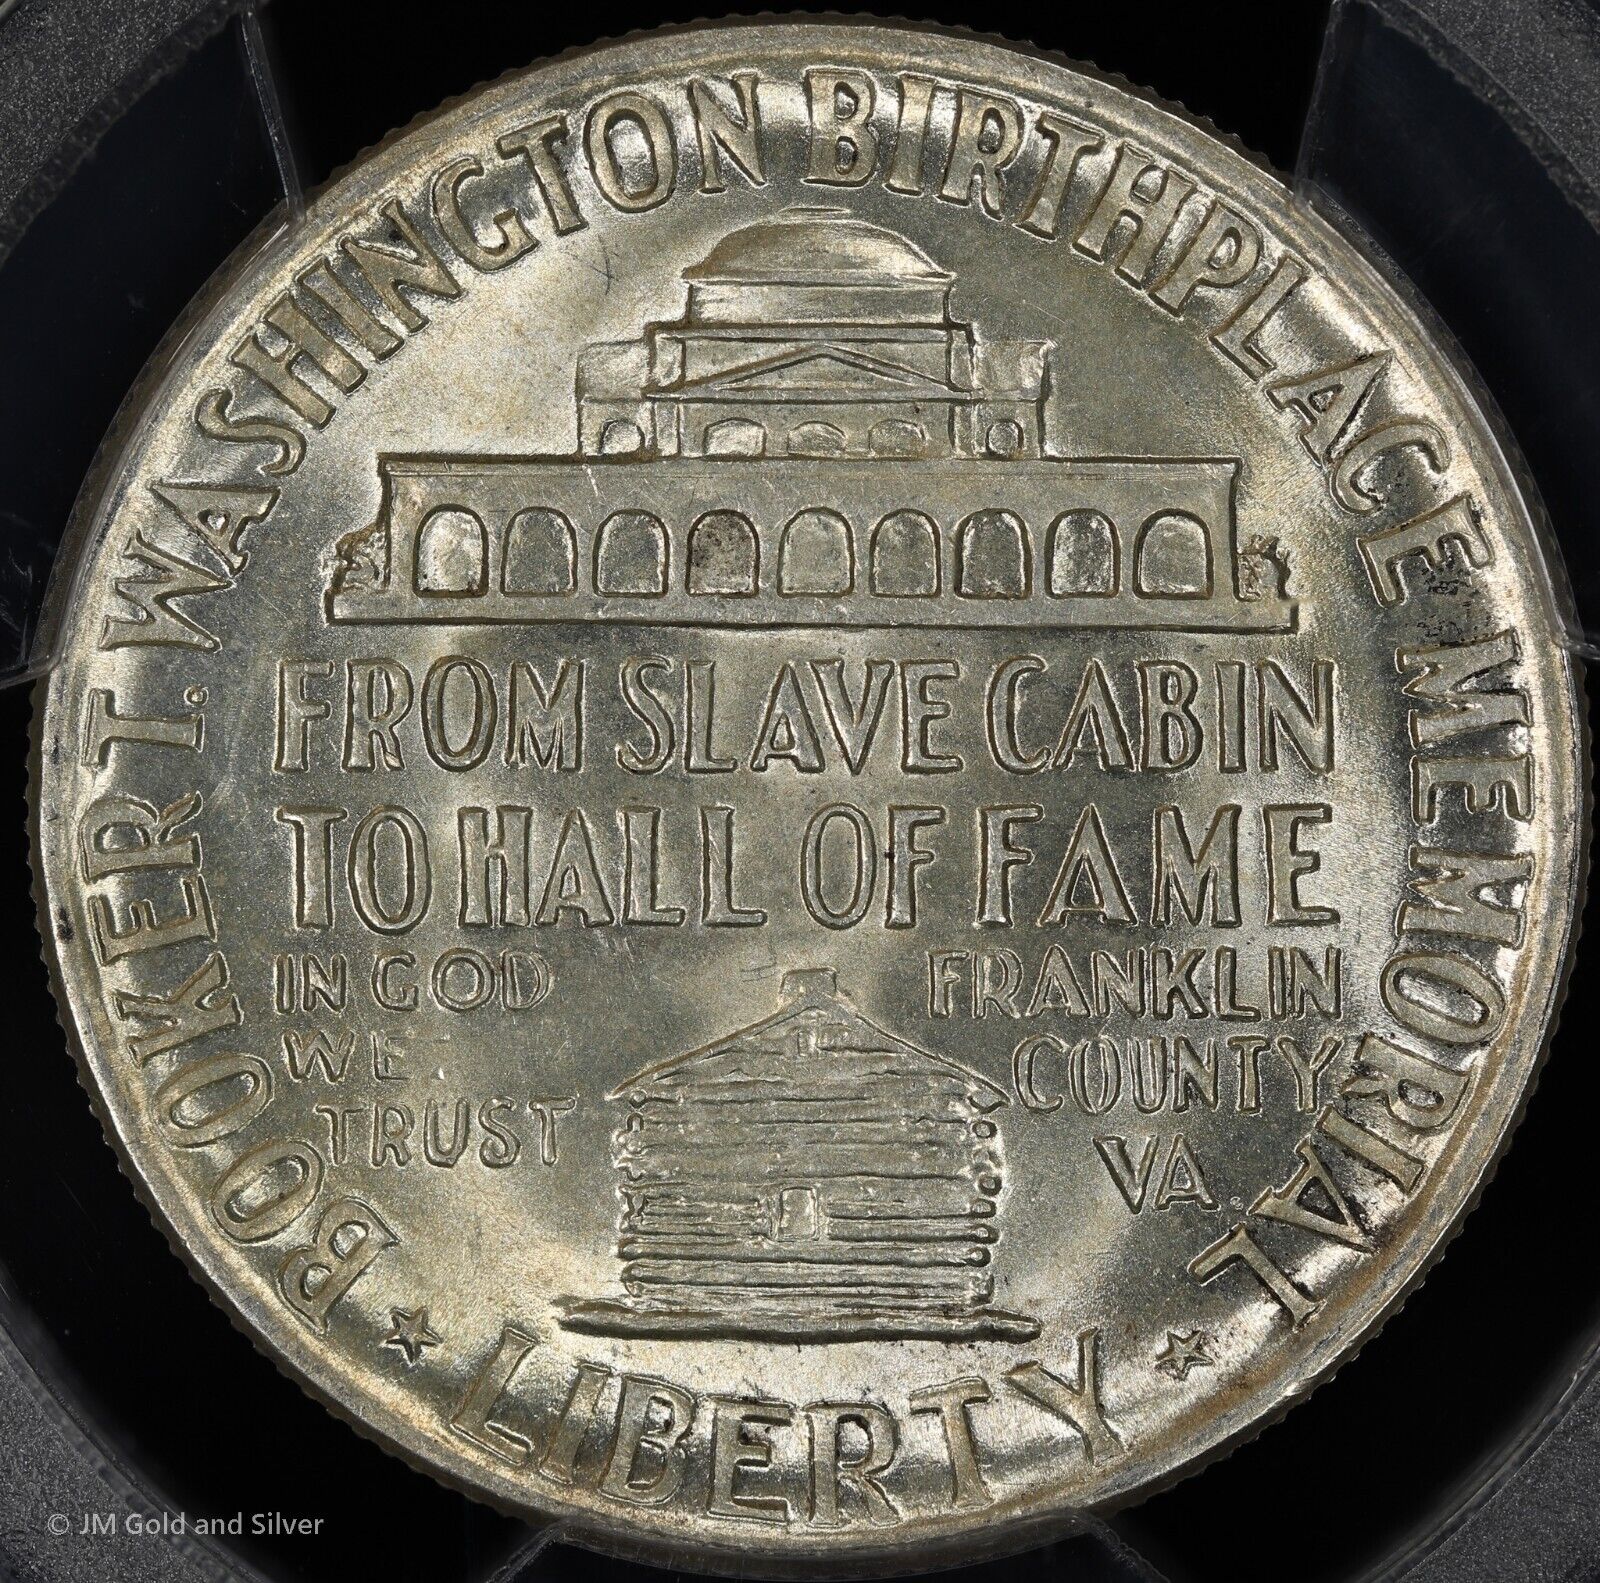 BOOKER T. WASHINGTON BIRTHPLACE MEMORIAL
FROM SLAVE CABIN
TO HALL OF FAME
IN GOD
WE
TRUST
FRANKLIN
COUNTY
VA.
LIBERTY
© JM Gold and Silver